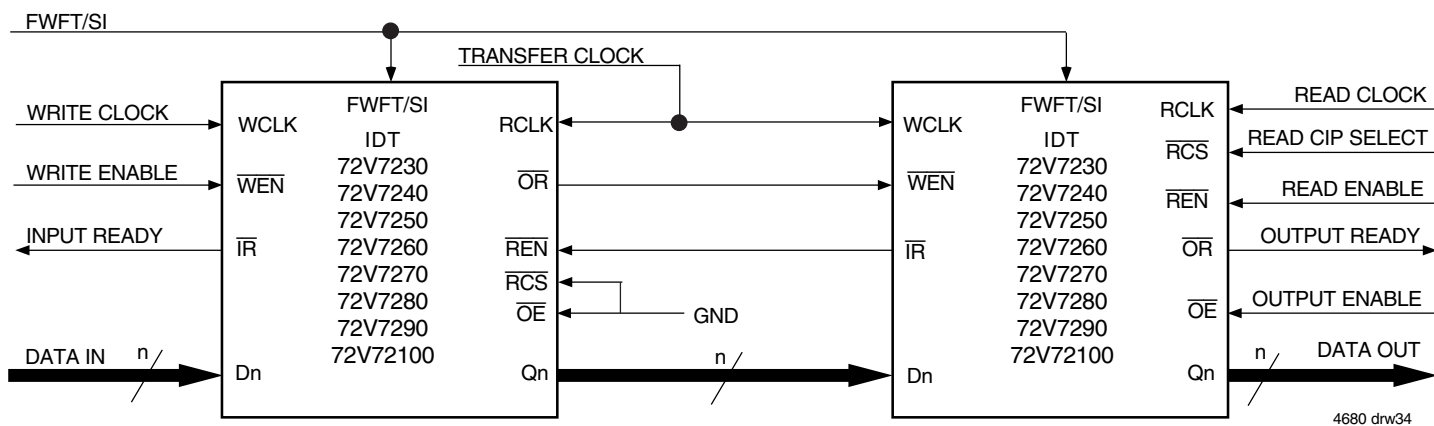 FWFT/SI
TRANSFER CLOCK
WRITE CLOCK
WRITE ENABLE
INPUT READY
DATA IN
n
FWFT/SI
IDT
72V7230
72V7240
72V7250
72V7260
72V7270
72V7280
72V7290
72V72100
WCLK
WEN
IR
Dn
RCLK
OR
REN
RCS
OE
Qn
GND
n
FWFT/SI
IDT
72V7230
72V7240
72V7250
72V7260
72V7270
72V7280
72V7290
72V72100
WCLK
WEN
IR
Dn
RCLK
RCS
REN
OR
OE
Qn
READ CLOCK
READ CIP SELECT
READ ENABLE
OUTPUT READY
OUTPUT ENABLE
n
DATA OUT
4680 drw34